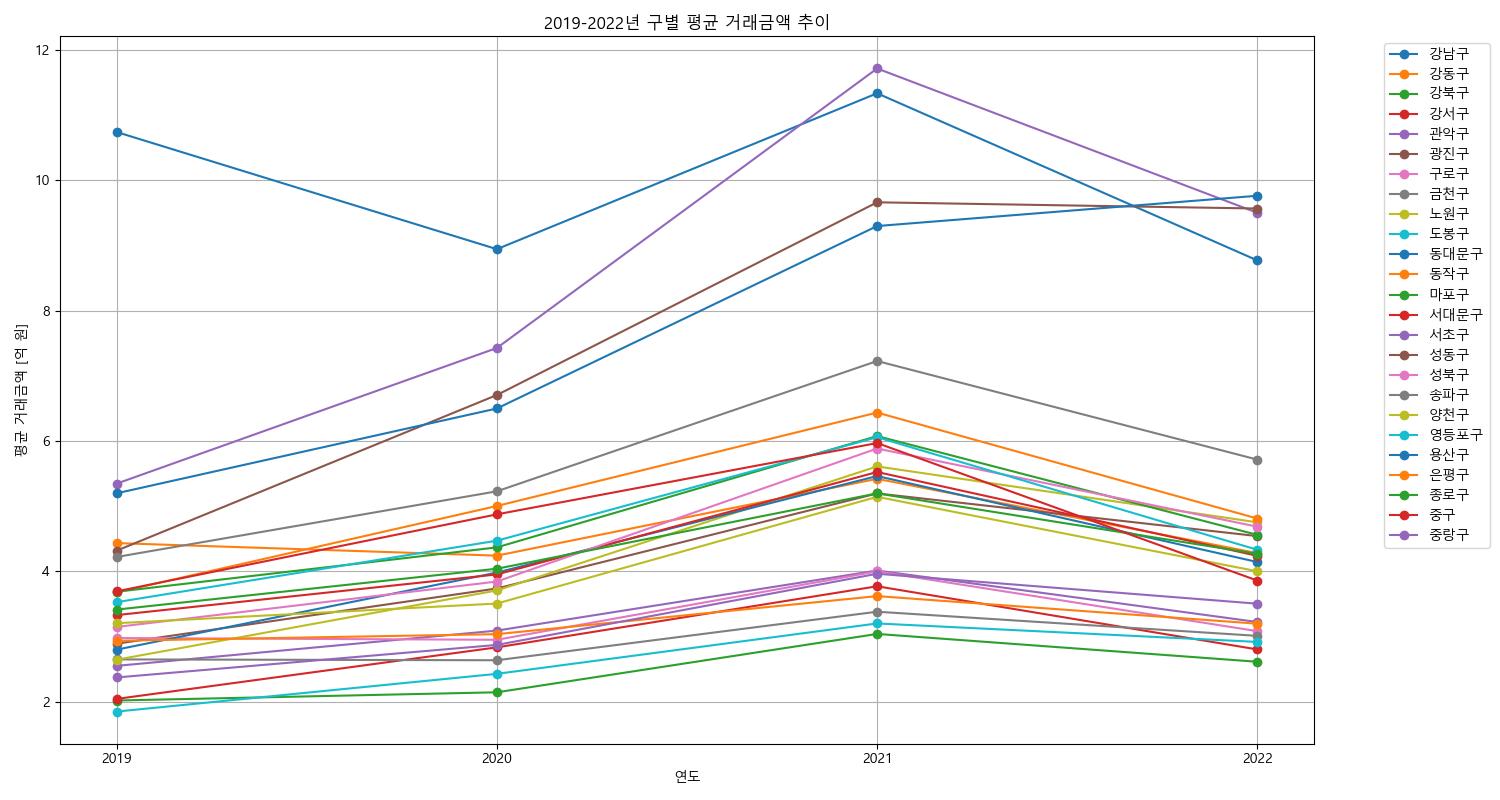 2019-2022년 구별 평균 거래금액 추이
평균 거래금액 [억 원]
12
10
8
6
4
2
2019
2020
2021
2022
연도
강남구
강동구
강북구
강서구
관악구
광진구
구로구
금천구
노원구
도봉구
동대문구
동작구
마포구
서대문구
서초구
성동구
성북구
송파구
양천구
영등포구
용산구
은평구
종로구
중구
중랑구